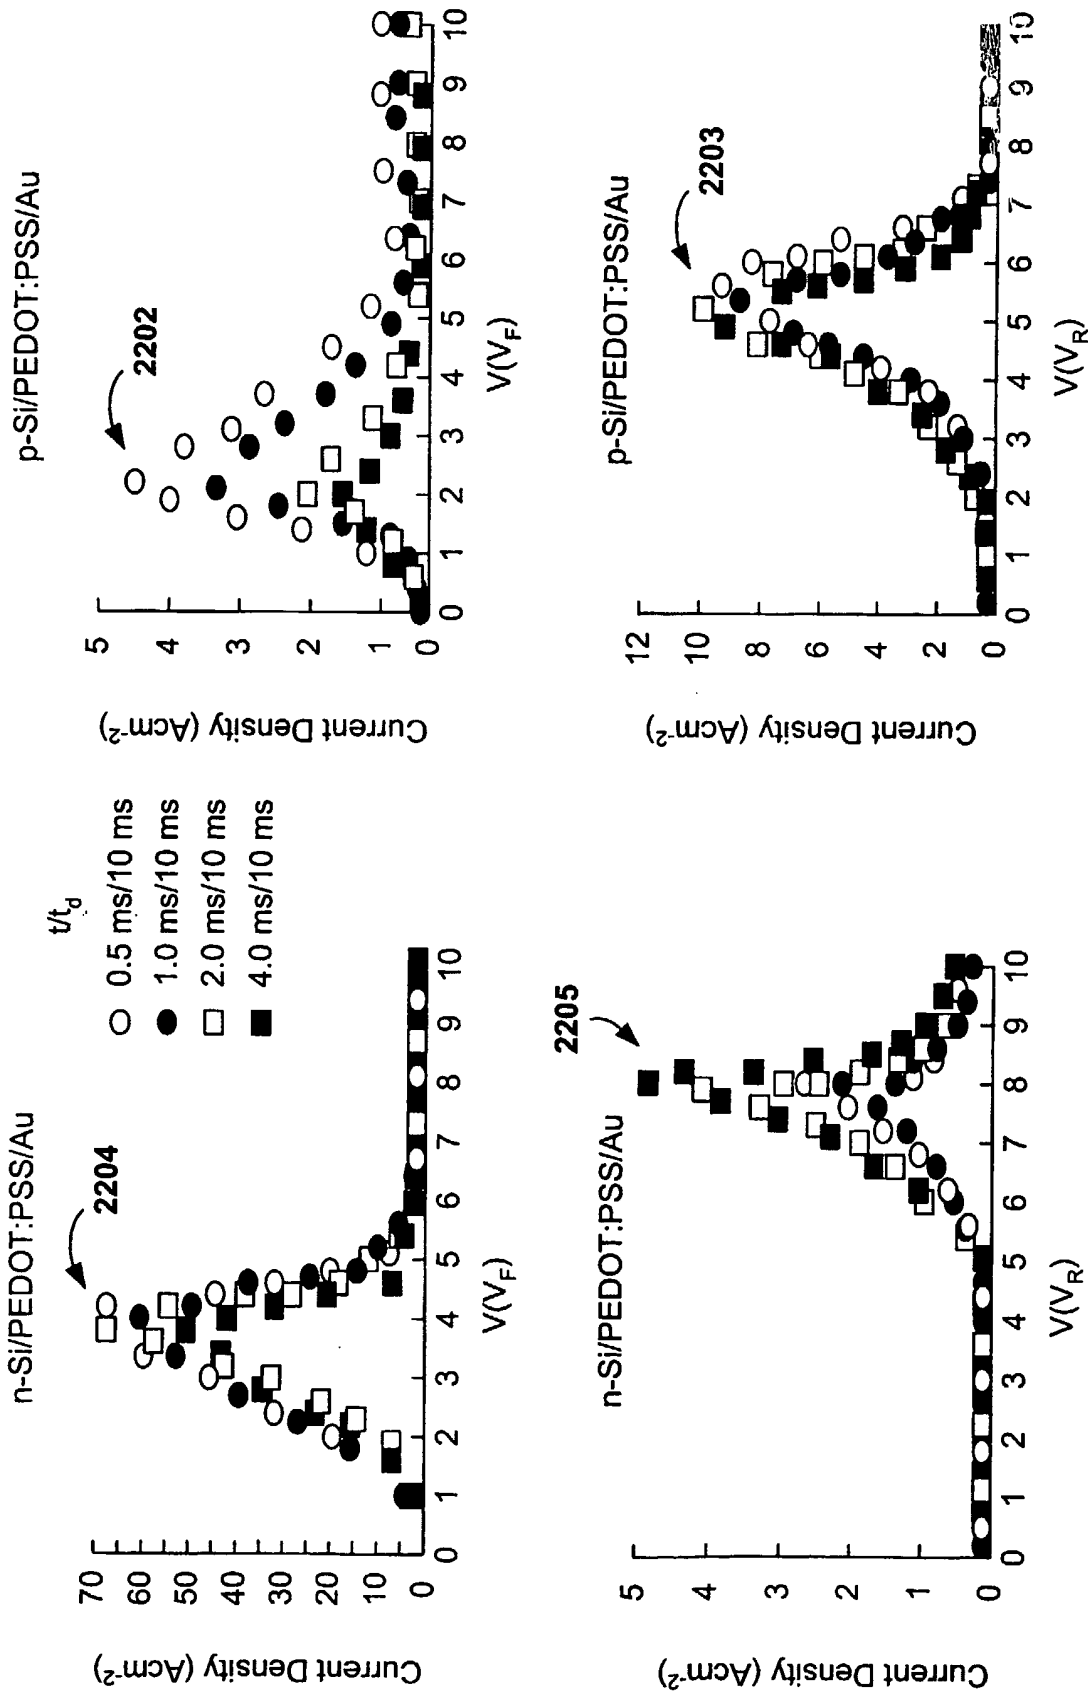 n-Si/PEDOT:PSS/Au
2204
Current Density (Acm⁻²)
70
60
50
40
30
20
10
0
0 1 2 3 4 5 6 7 8 9 10
V(V_F)
t/t_d
0.5 ms/10 ms
1.0 ms/10 ms
2.0 ms/10 ms
4.0 ms/10 ms
p-Si/PEDOT:PSS/Au
2202
Current Density (Acm⁻²)
5
4
3
2
1
0
0 1 2 3 4 5 6 7 8 9 10
V(V_F)
n-Si/PEDOT:PSS/Au
2205
Current Density (Acm⁻²)
5
4
3
2
1
0
0 1 2 3 4 5 6 7 8 9 10
V(V_R)
p-Si/PEDOT:PSS/Au
2203
Current Density (Acm⁻²)
12
10
8
6
4
2
0
0 1 2 3 4 5 6 7 8 9 10
V(V_R)